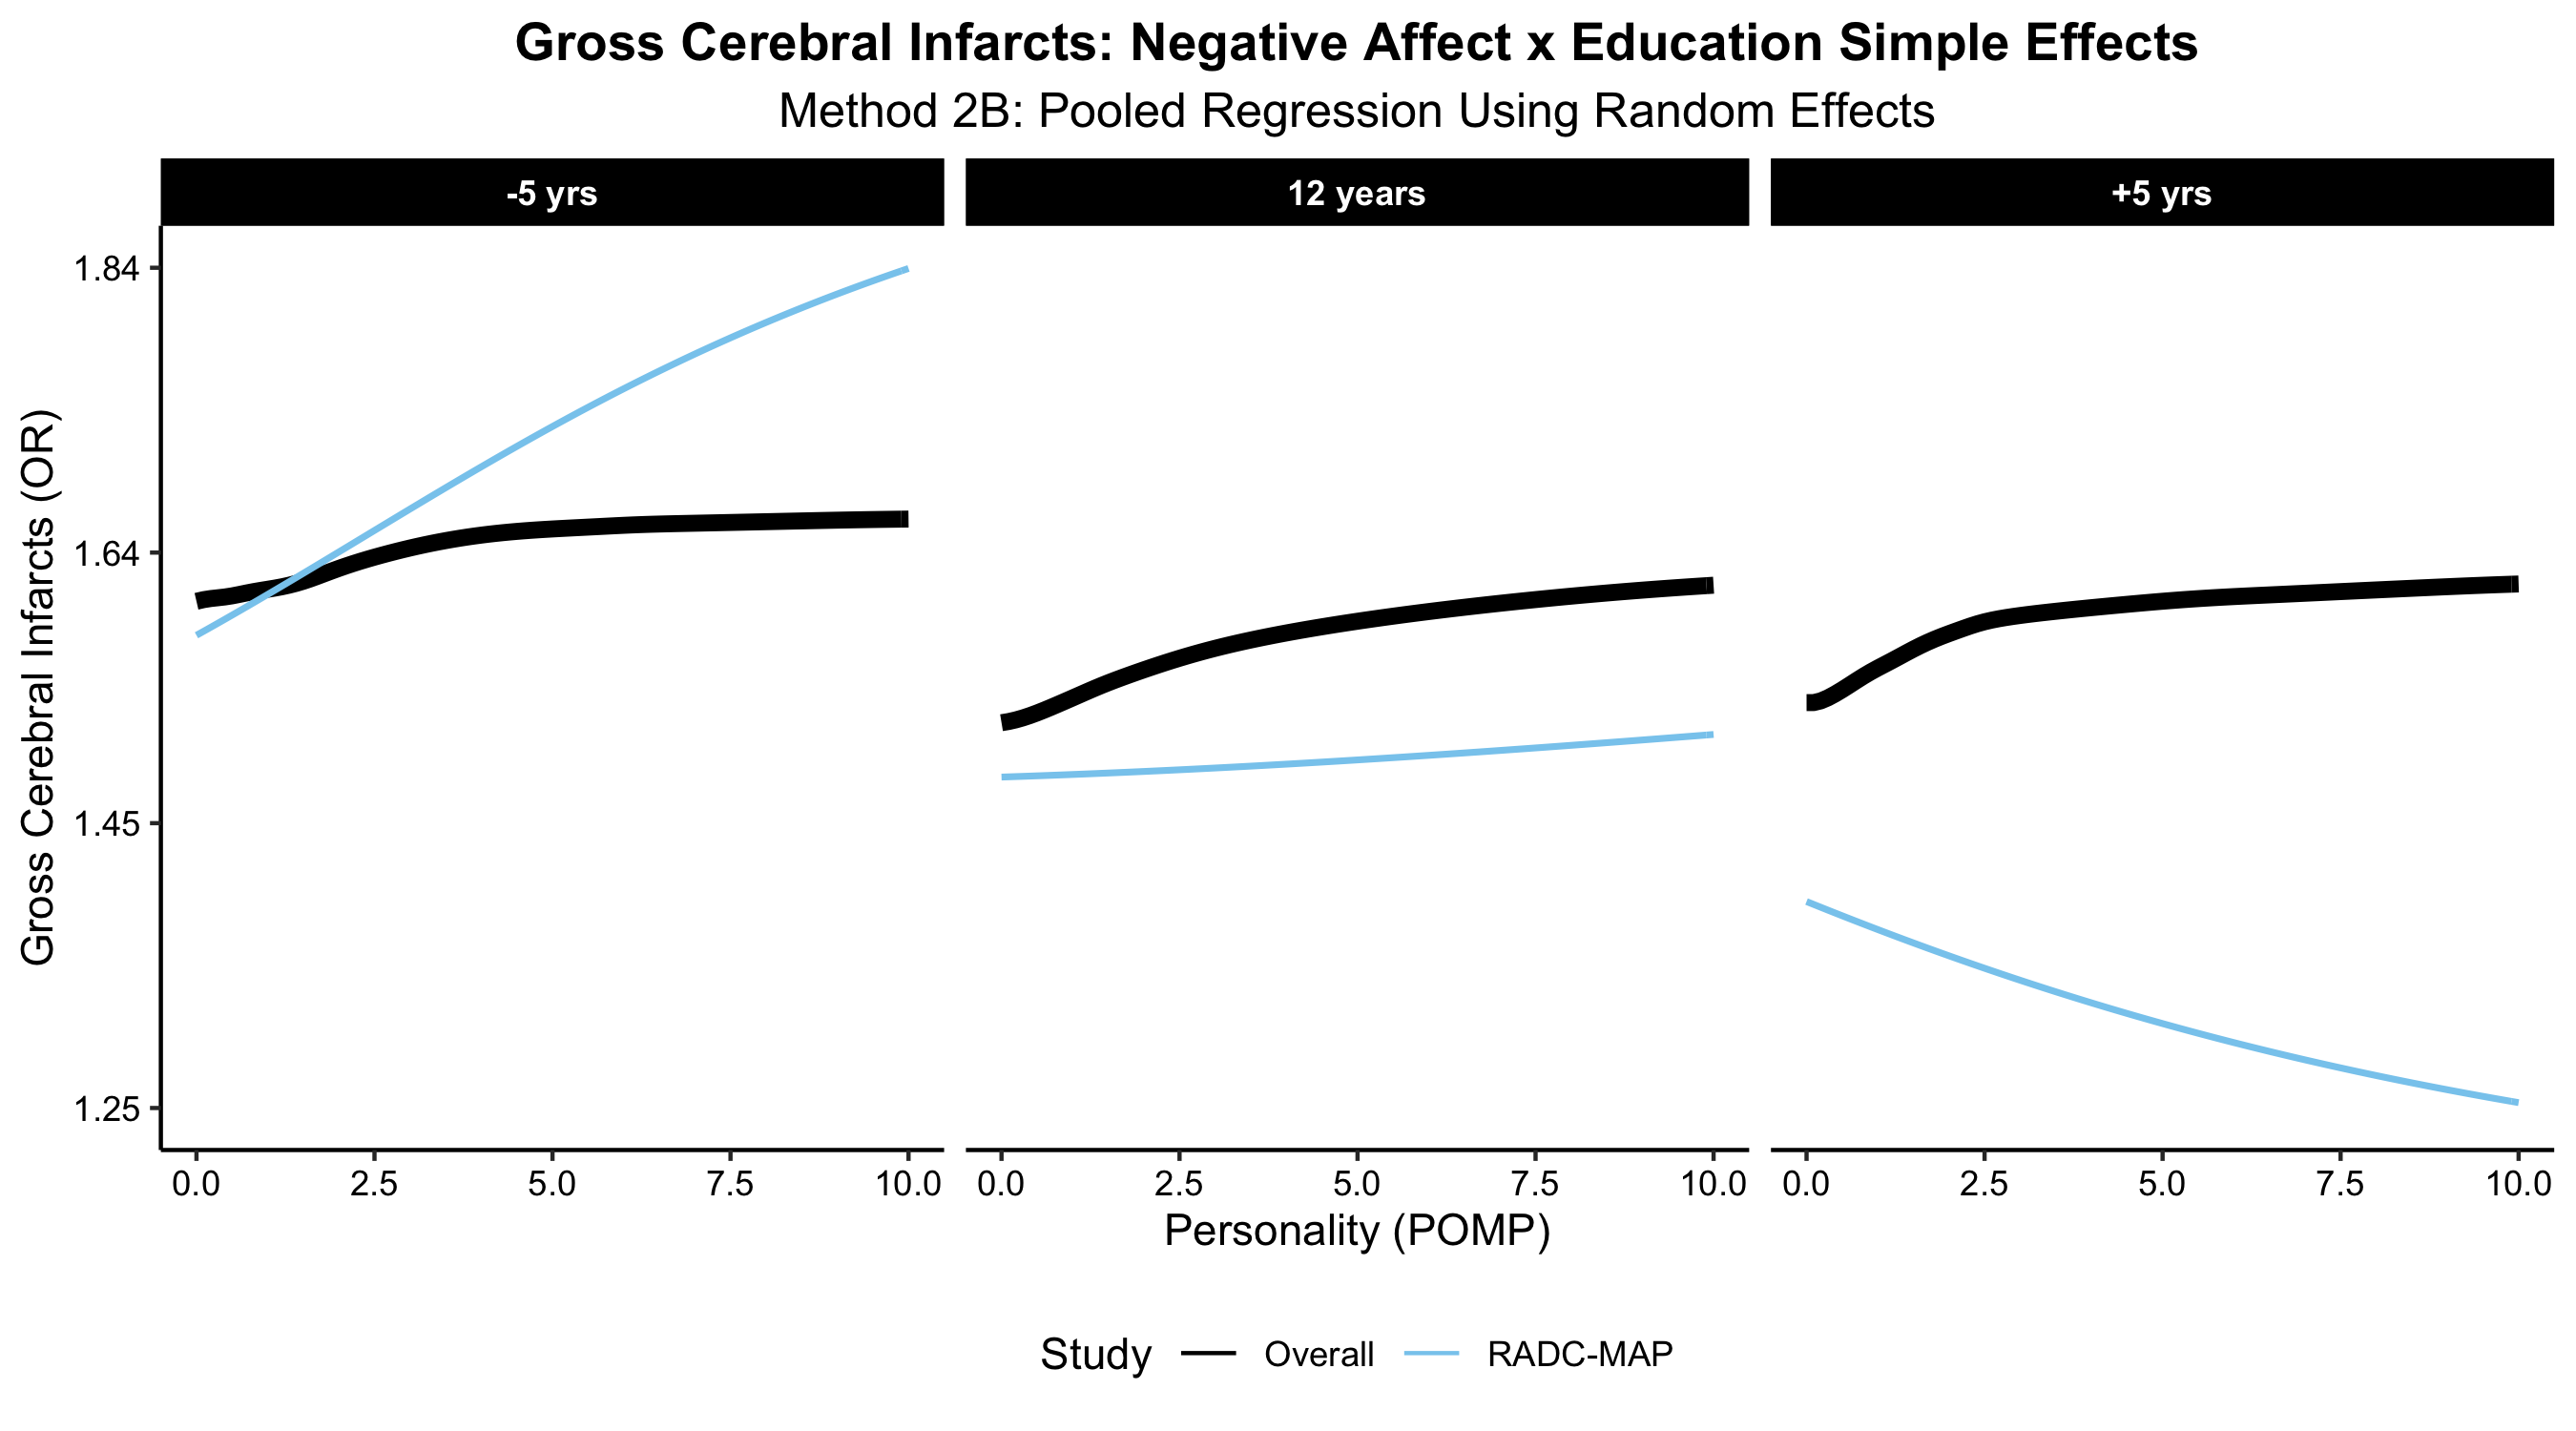 Gross Cerebral Infarcts: Negative Affect x Education Simple Effects
Method 2B: Pooled Regression Using Random Effects
-5 yrs
12 years
+5 yrs
Gross Cerebral Infarcts (OR)
1.84
1.64
1.45
1.25
0.0 2.5 5.0 7.5 10.0
0.0 2.5 5.0 7.5 10.0
0.0 2.5 5.0 7.5 10.0
Personality (POMP)
Study Overall RADC-MAP